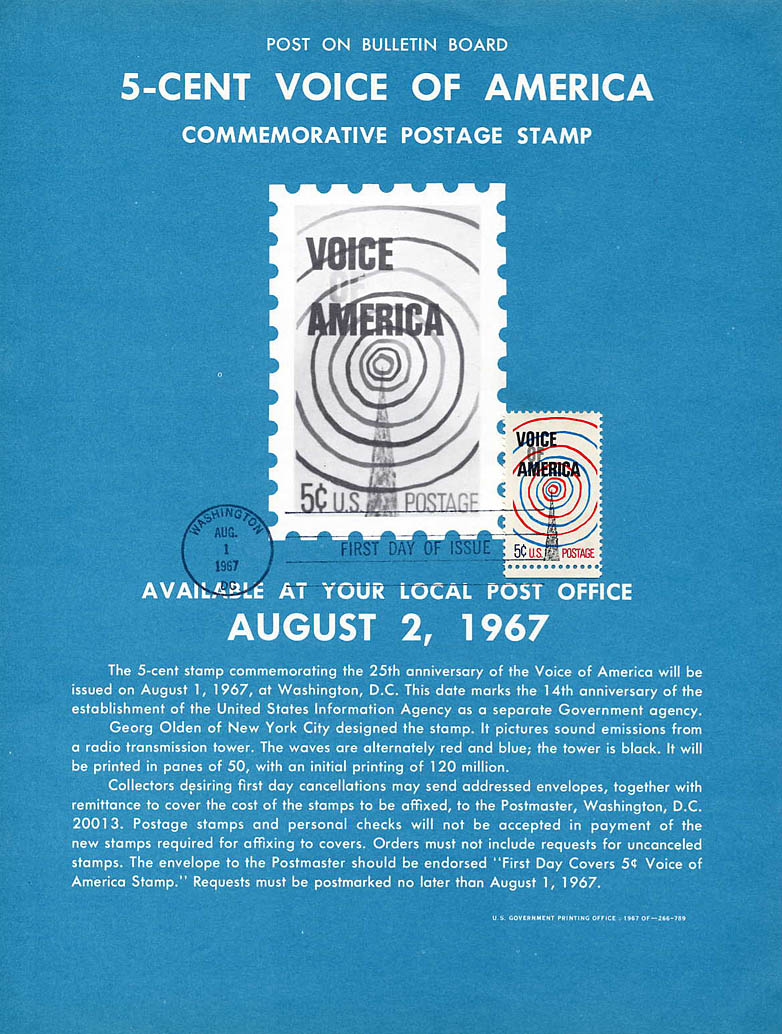 POST ON BULLETIN BOARD
5-CENT VOICE OF AMERICA
COMMEMORATIVE POSTAGE STAMP
VOICE
OF
AMERICA
5¢ U.S. POSTAGE
VOICE
OF
AMERICA
5¢ U.S. POSTAGE
WASHINGTON
AUG.
1
1967
DC
FIRST DAY OF ISSUE
AVAILABLE AT YOUR LOCAL POST OFFICE
AUGUST 2, 1967
The 5-cent stamp commemorating the 25th anniversary of the Voice of America will be
issued on August 1, 1967, at Washington, D.C. This date marks the 14th anniversary of the
establishment of the United States Information Agency as a separate Government agency.
Georg Olden of New York City designed the stamp. It pictures sound emissions from
a radio transmission tower. The waves are alternately red and blue; the tower is black. It will
be printed in panes of 50, with an initial printing of 120 million.
Collectors desiring first day cancellations may send addressed envelopes, together with
remittance to cover the cost of the stamps to be affixed, to the Postmaster, Washington, D.C.
20013. Postage stamps and personal checks will not be accepted in payment of the
new stamps required for affixing to covers. Orders must not include requests for uncanceled
stamps. The envelope to the Postmaster should be endorsed "First Day Covers 5¢ Voice of
America Stamp." Requests must be postmarked no later than August 1, 1967.
U.S. GOVERNMENT PRINTING OFFICE : 1967 OF—266-789